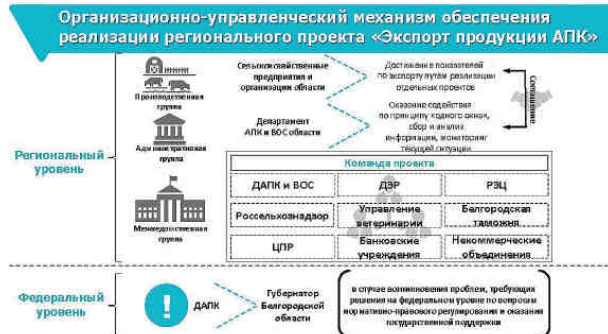 Организационно-управленческий механизм обеспечения
реализации регионального проекта «Экспорт продукции АПК»
Региональный
уровень
Производственная
группа
Сельскохозяйственные
предприятия и
организации области
Достижение показателей
по экспорту путем реализации
отдельных проектов
Соглашение
Административная
группа
Департамент
АПК и ВОС области
Оказание содействия
по принципу «одного окна»,
сбор и анализ
информации, мониторинг
текущей ситуации
Межведомственная
группа
Команда проекта
ДАПК и ВОС
ДЭР
РЭЦ
Россельхознадзор
Управление
ветеринарии
Белгородская
таможня
ЦПР
Банковские
учреждения
Некоммерческие
объединения
Федеральный
уровень
!
ДАПК
Губернатор
Белгородской
области
в случае возникновения проблем, требующих
решения на федеральном уровне по вопросам
нормативно-правового регулирования и оказания
государственной поддержки